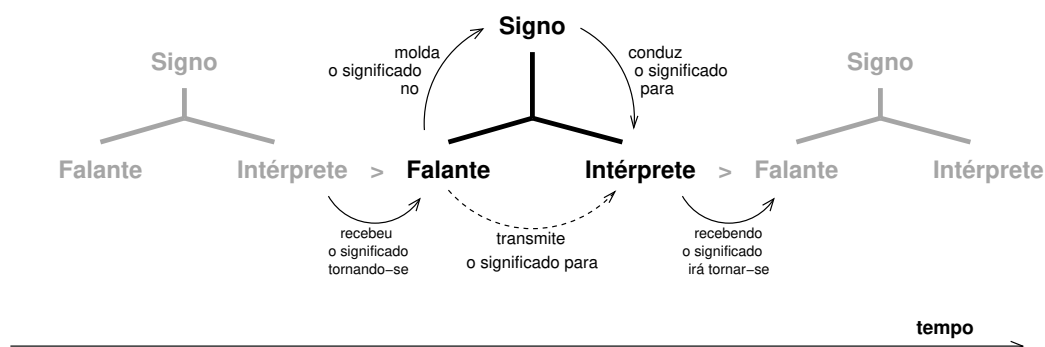 Signo
molda
o significado
no
conduz
o significado
para
Signo
Signo
Falante
Intérprete
>
Falante
Intérprete
>
Falante
Intérprete
recebeu
o significado
tornando−se
transmite
o significado para
recebendo
o significado
irá tornar−se
tempo